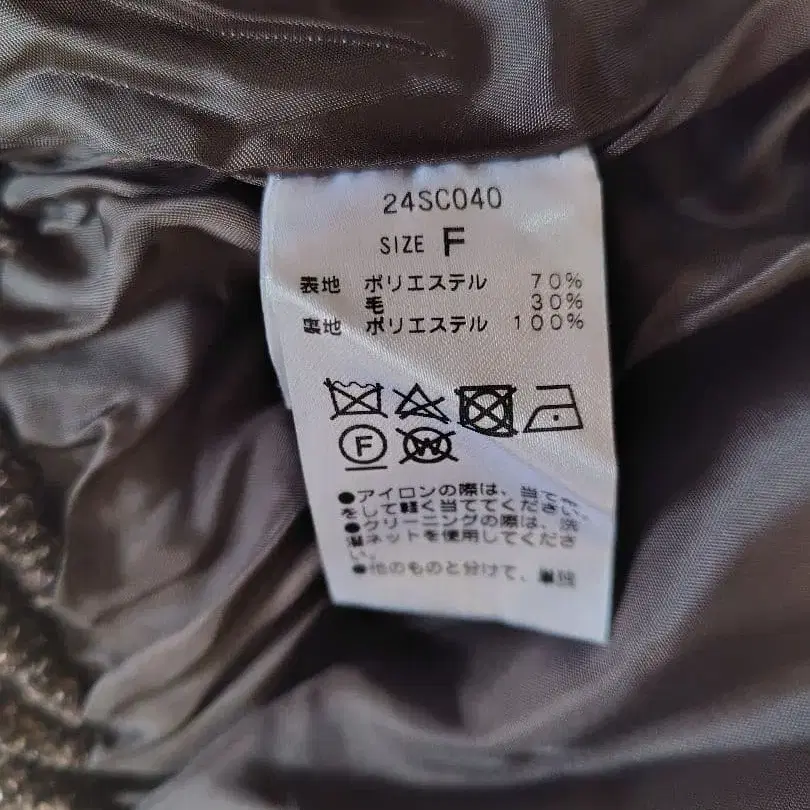 24SC040
SIZE F
表地 ポリエステル 70%
毛 30%
裏地 ポリエステル 100%
F
W
●アイロンの際は、当て
をして軽く当ててください。
●クリーニングの際は、洗
濯ネットを使用してくださ
い。
●他のものと分けて、